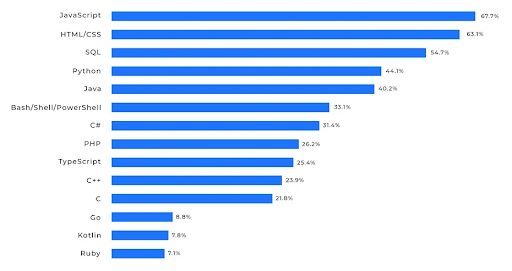 JavaScript 67.7%
HTML/CSS 63.1%
SQL 54.7%
Python 44.1%
Java 40.2%
Bash/Shell/PowerShell 33.1%
C# 31.4%
PHP 26.2%
TypeScript 25.4%
C++ 23.9%
C 21.8%
Go 8.8%
Kotlin 7.8%
Ruby 7.1%